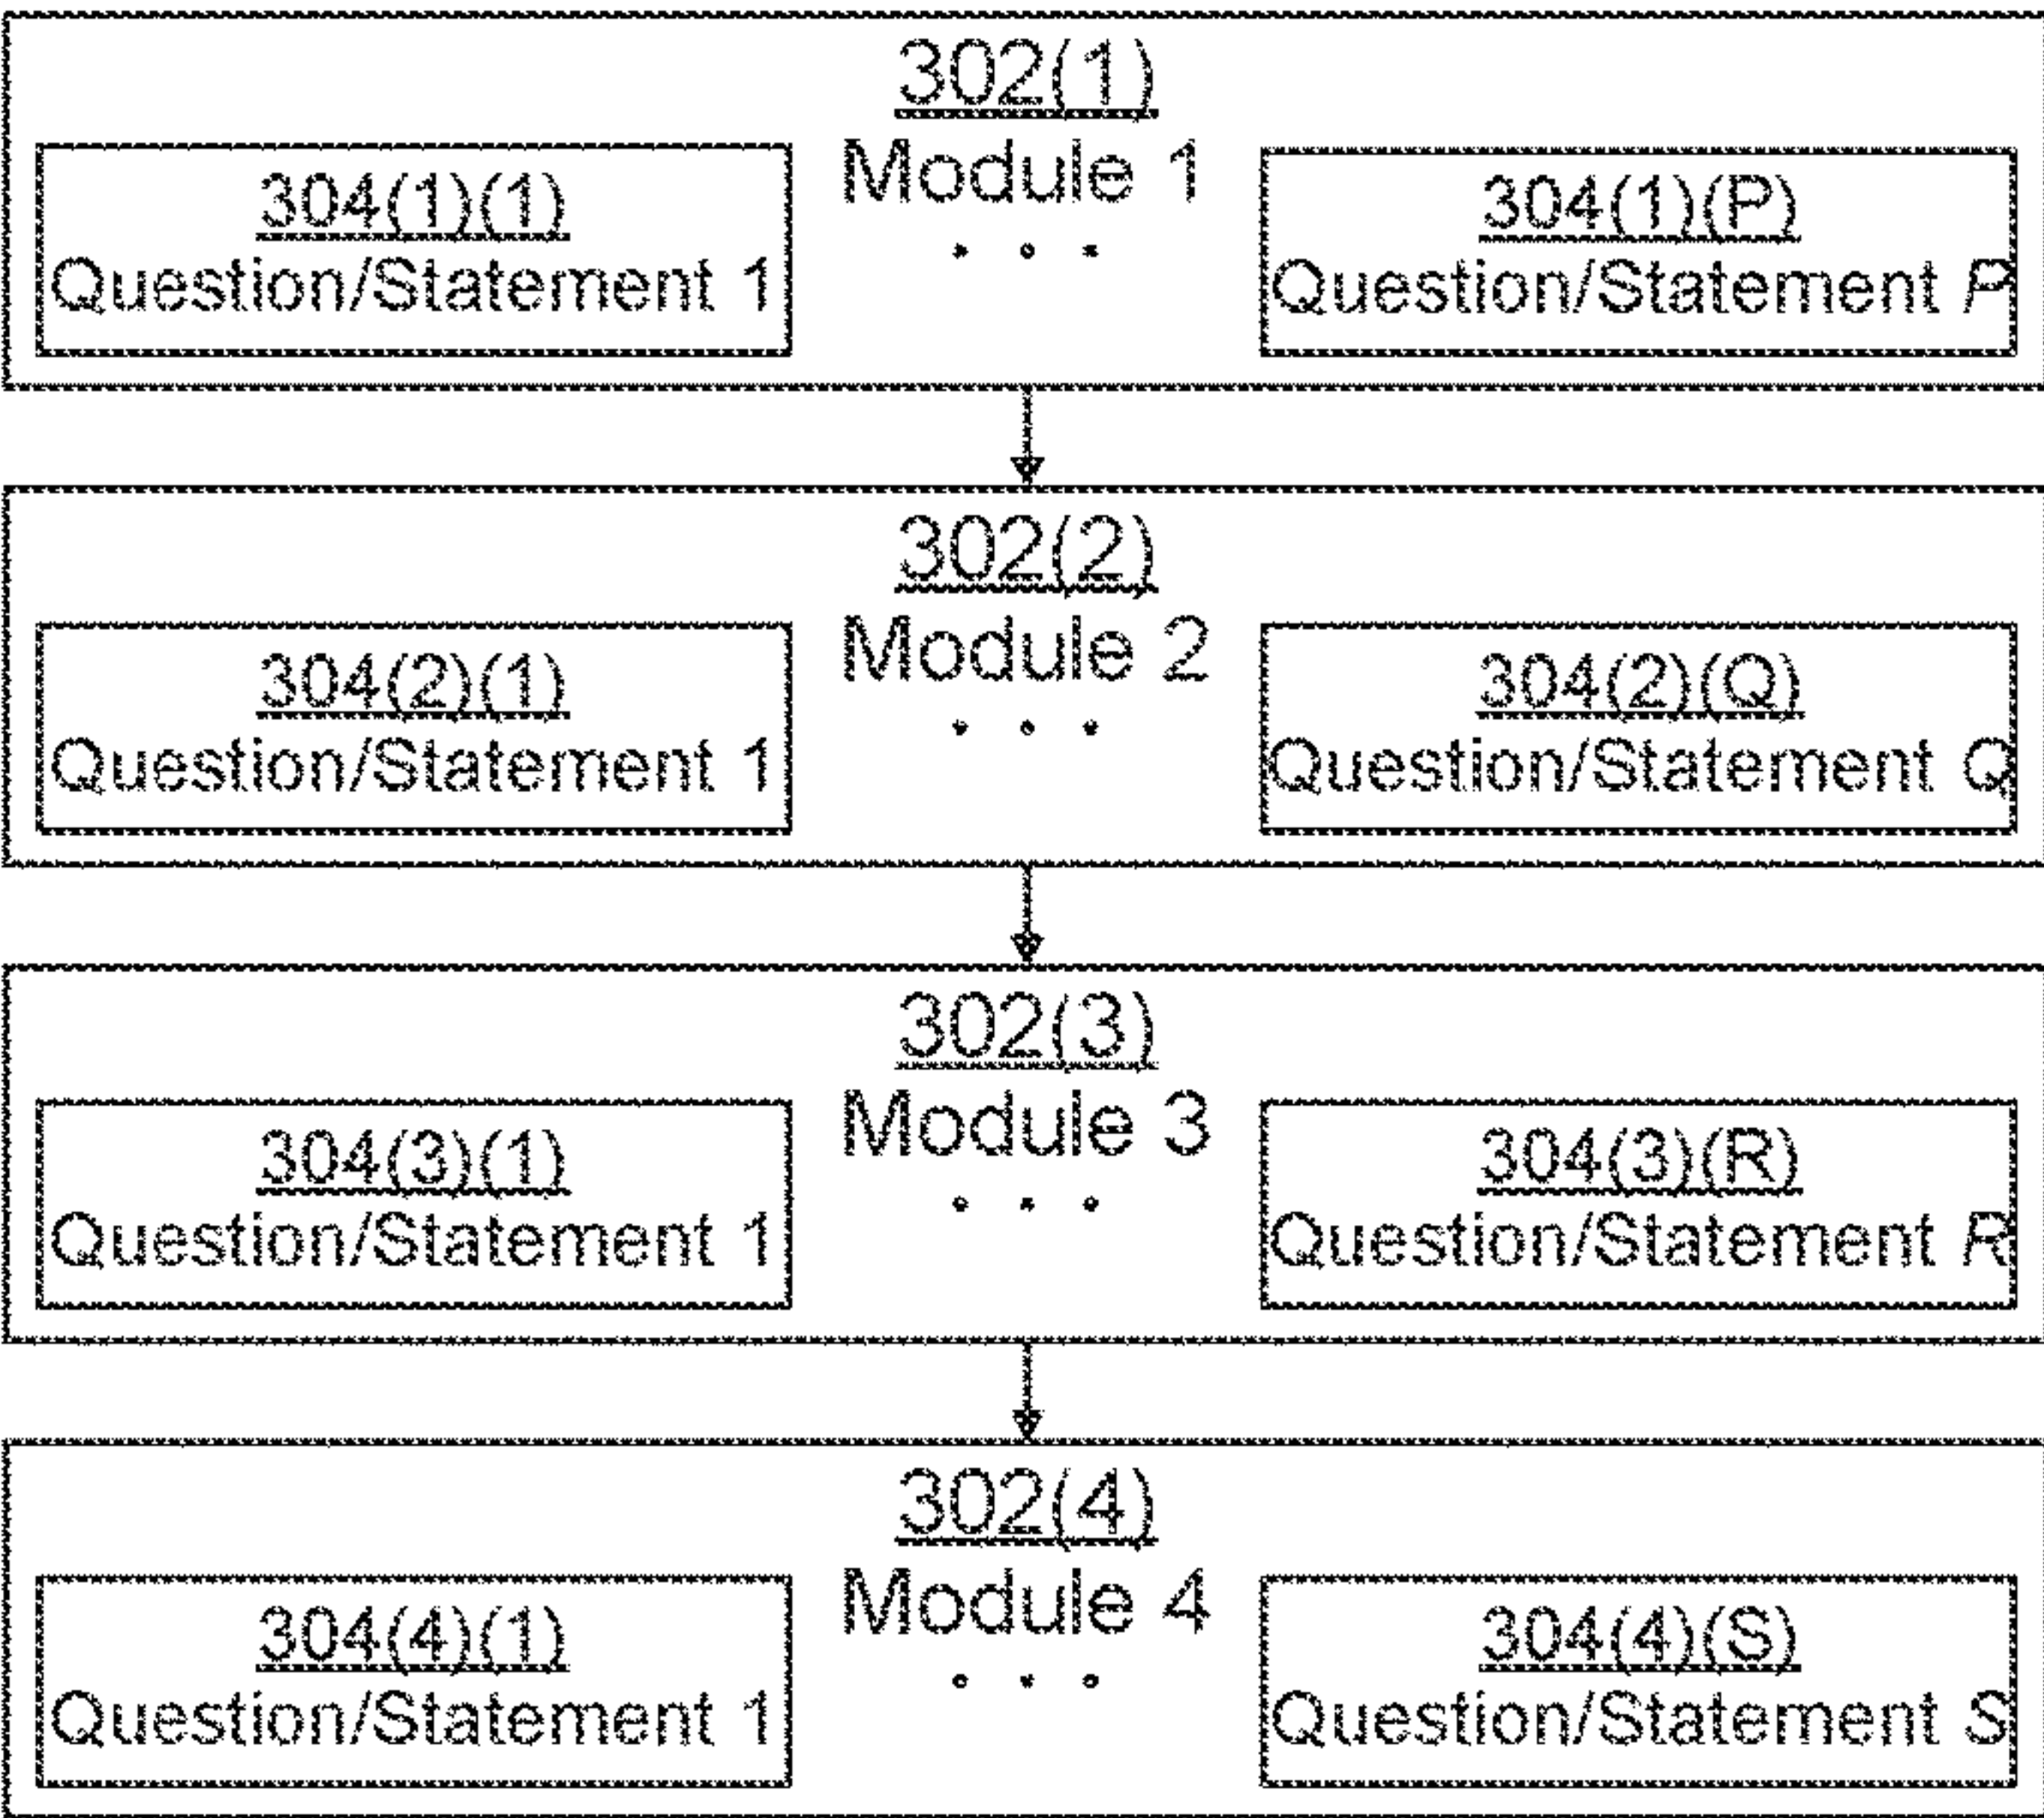 302(1)
Module 1
304(1)(1)
Question/Statement 1
. . .
304(1)(P)
Question/Statement P
302(2)
Module 2
304(2)(1)
Question/Statement 1
. . .
304(2)(Q)
Question/Statement Q
302(3)
Module 3
304(3)(1)
Question/Statement 1
. . .
304(3)(R)
Question/Statement R
302(4)
Module 4
304(4)(1)
Question/Statement 1
. . .
304(4)(S)
Question/Statement S